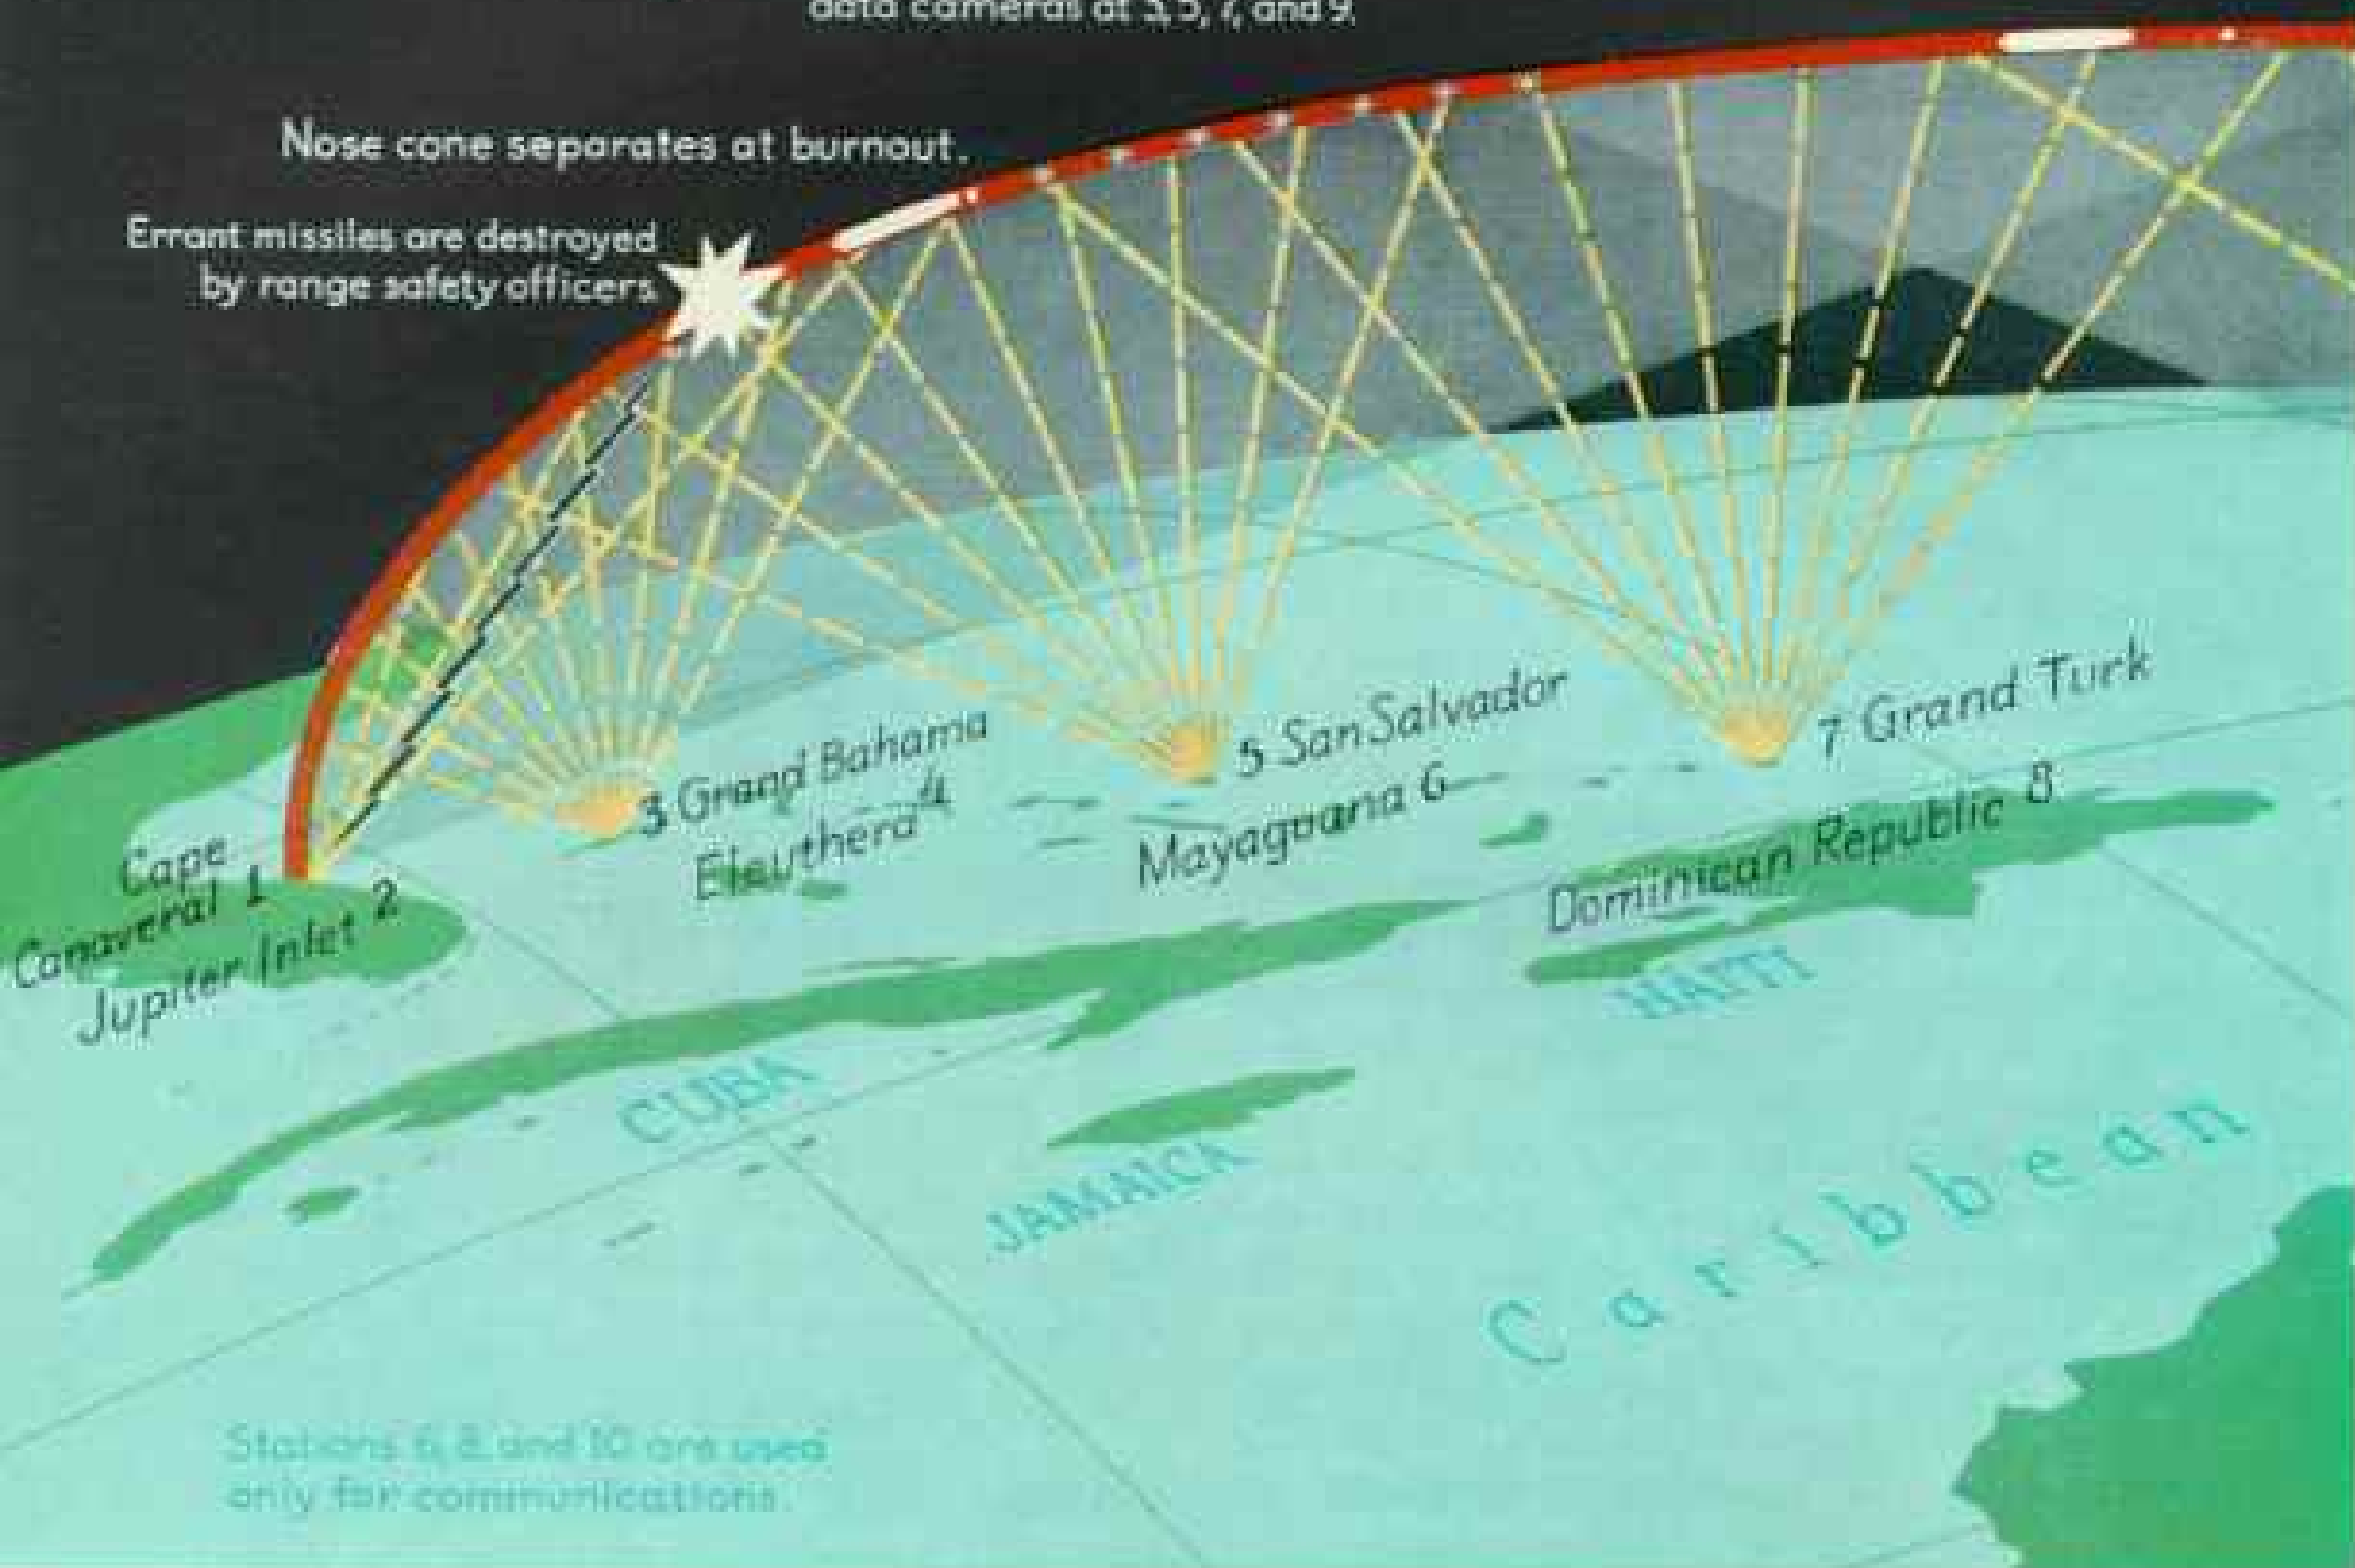 data cameras at 3, 5, 7, and 9.
Nose cone separates at burnout.
Errant missiles are destroyed
by range safety officers.
Cape
Canaveral 1
Jupiter Inlet 2
3 Grand Bahama
Eleuthera 4
5 San Salvador
Mayaguana 6
7 Grand Turk
Dominican Republic 8
HAITI
CUBA
JAMAICA
Caribbean
Stations 6, 8, and 10 are used
only for communications.